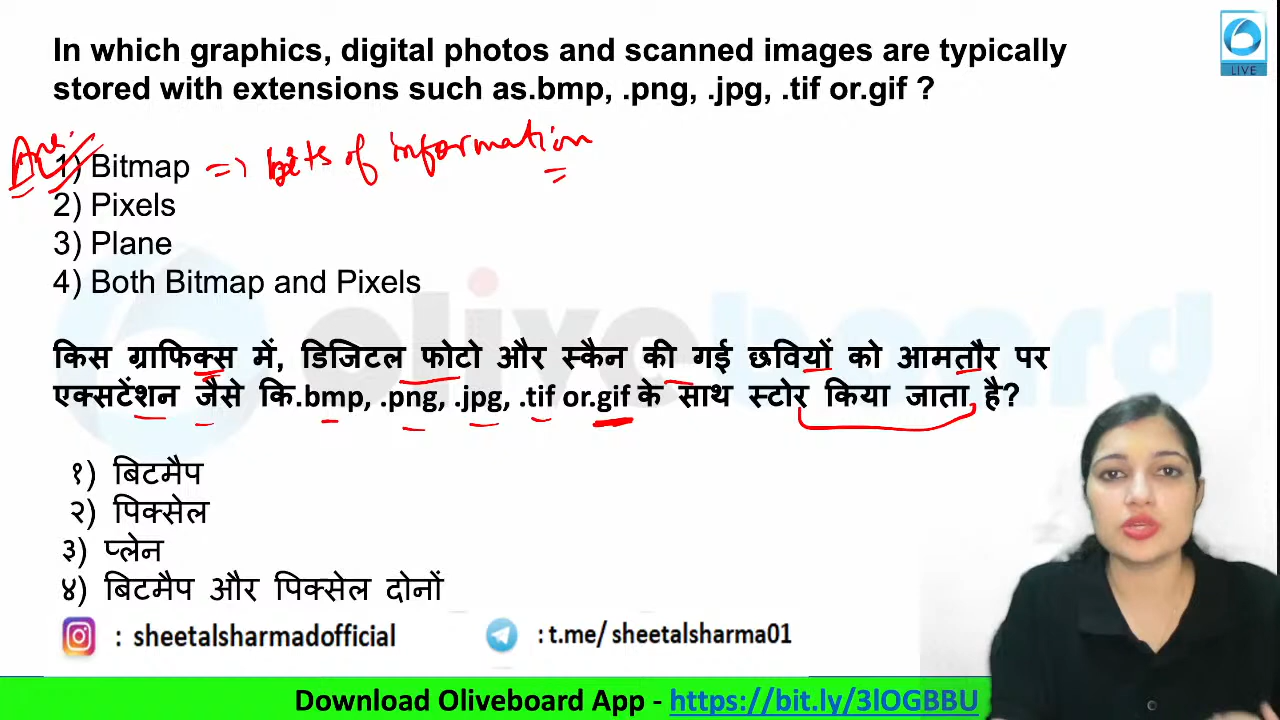 In which graphics, digital photos and scanned images are typically
stored with extensions such as.bmp, .png, .jpg, .tif or.gif ?
LIVE
Ans:
1) Bitmap => bits of information
2) Pixels
3) Plane
4) Both Bitmap and Pixels
oliveboard
किस ग्राफिक्स में, डिजिटल फोटो और स्कैन की गई छवियों को आमतौर पर
एक्सटेंशन जैसे कि.bmp, .png, .jpg, .tif or.gif के साथ स्टोर किया जाता है?
१) बिटमैप
२) पिक्सेल
३) प्लेन
४) बिटमैप और पिक्सेल दोनों
: sheetalsharmadofficial
: t.me/ sheetalsharma01
Download Oliveboard App - https://bit.ly/3lOGBBU